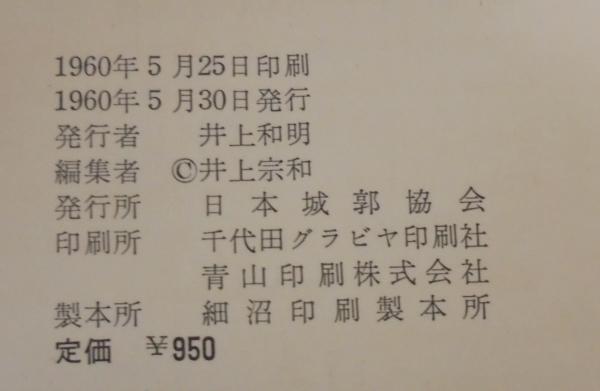 1960年5月25日印刷
1960年5月30日発行
発行者 井上和明
編集者 ©井上宗和
発行所 日本城郭協会
印刷所 千代田グラビヤ印刷社
青山印刷株式会社
製本所 細沼印刷製本所
定価 ¥950